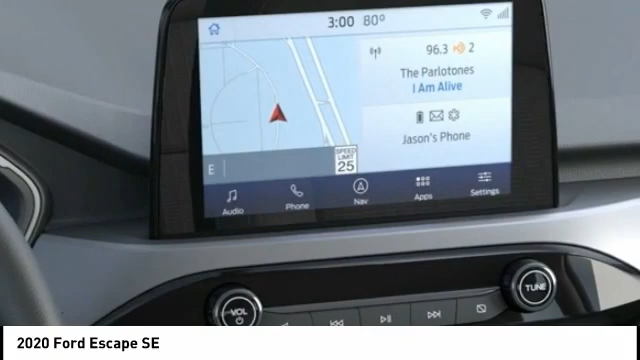 3:00 80°
96.3 2
The Parlotones
I Am Alive
Jason's Phone
E
SPEED
LIMIT
25
Audio Phone Nav Apps Settings
VOL
TUNE
2020 Ford Escape SE